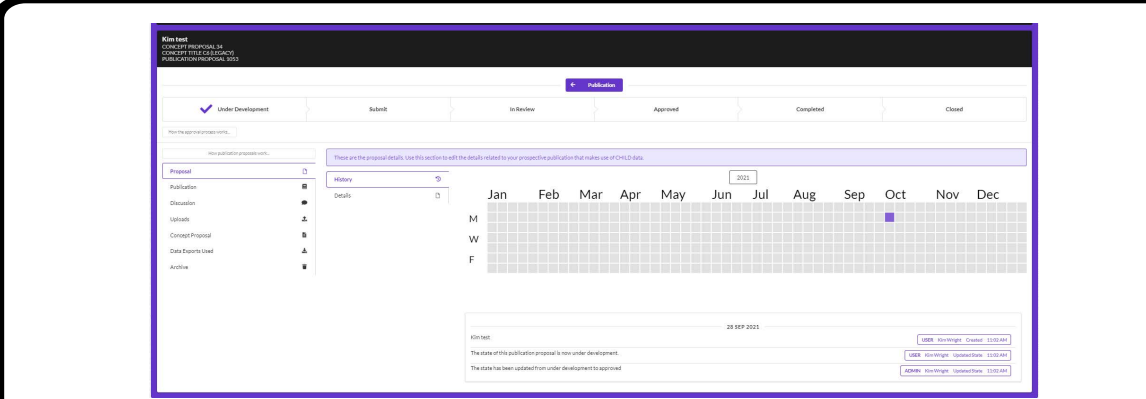 Kim test
CONCEPT PROPOSAL 34
CONCEPT TITLE C6 (LEGACY)
PUBLICATION PROPOSAL 1053
← Publication
Under Development Submit In Review Approved Completed Closed
How the approval process works...
How publication proposals work...
These are the proposal details. Use this section to edit the details related to your prospective publication that makes use of CHILD data.
Proposal
Publication
Discussion
Uploads
Concept Proposal
Data Exports Used
Archive
History
Details
2021
Jan Feb Mar Apr May Jun Jul Aug Sep Oct Nov Dec
M
W
F
28 SEP 2021
Kim test
USER Kim Wright Created 11:02 AM
The state of this publication proposal is now under development.
USER Kim Wright Updated State 11:02 AM
The state has been updated from under development to approved
ADMIN Kim Wright Updated State 11:02 AM